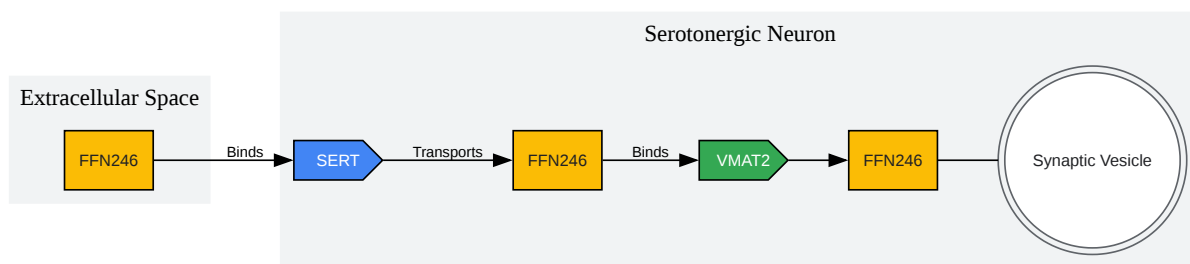 Serotonergic Neuron
Extracellular Space
FFN246
Binds
SERT
Transports
FFN246
Binds
VMAT2
FFN246
Synaptic Vesicle